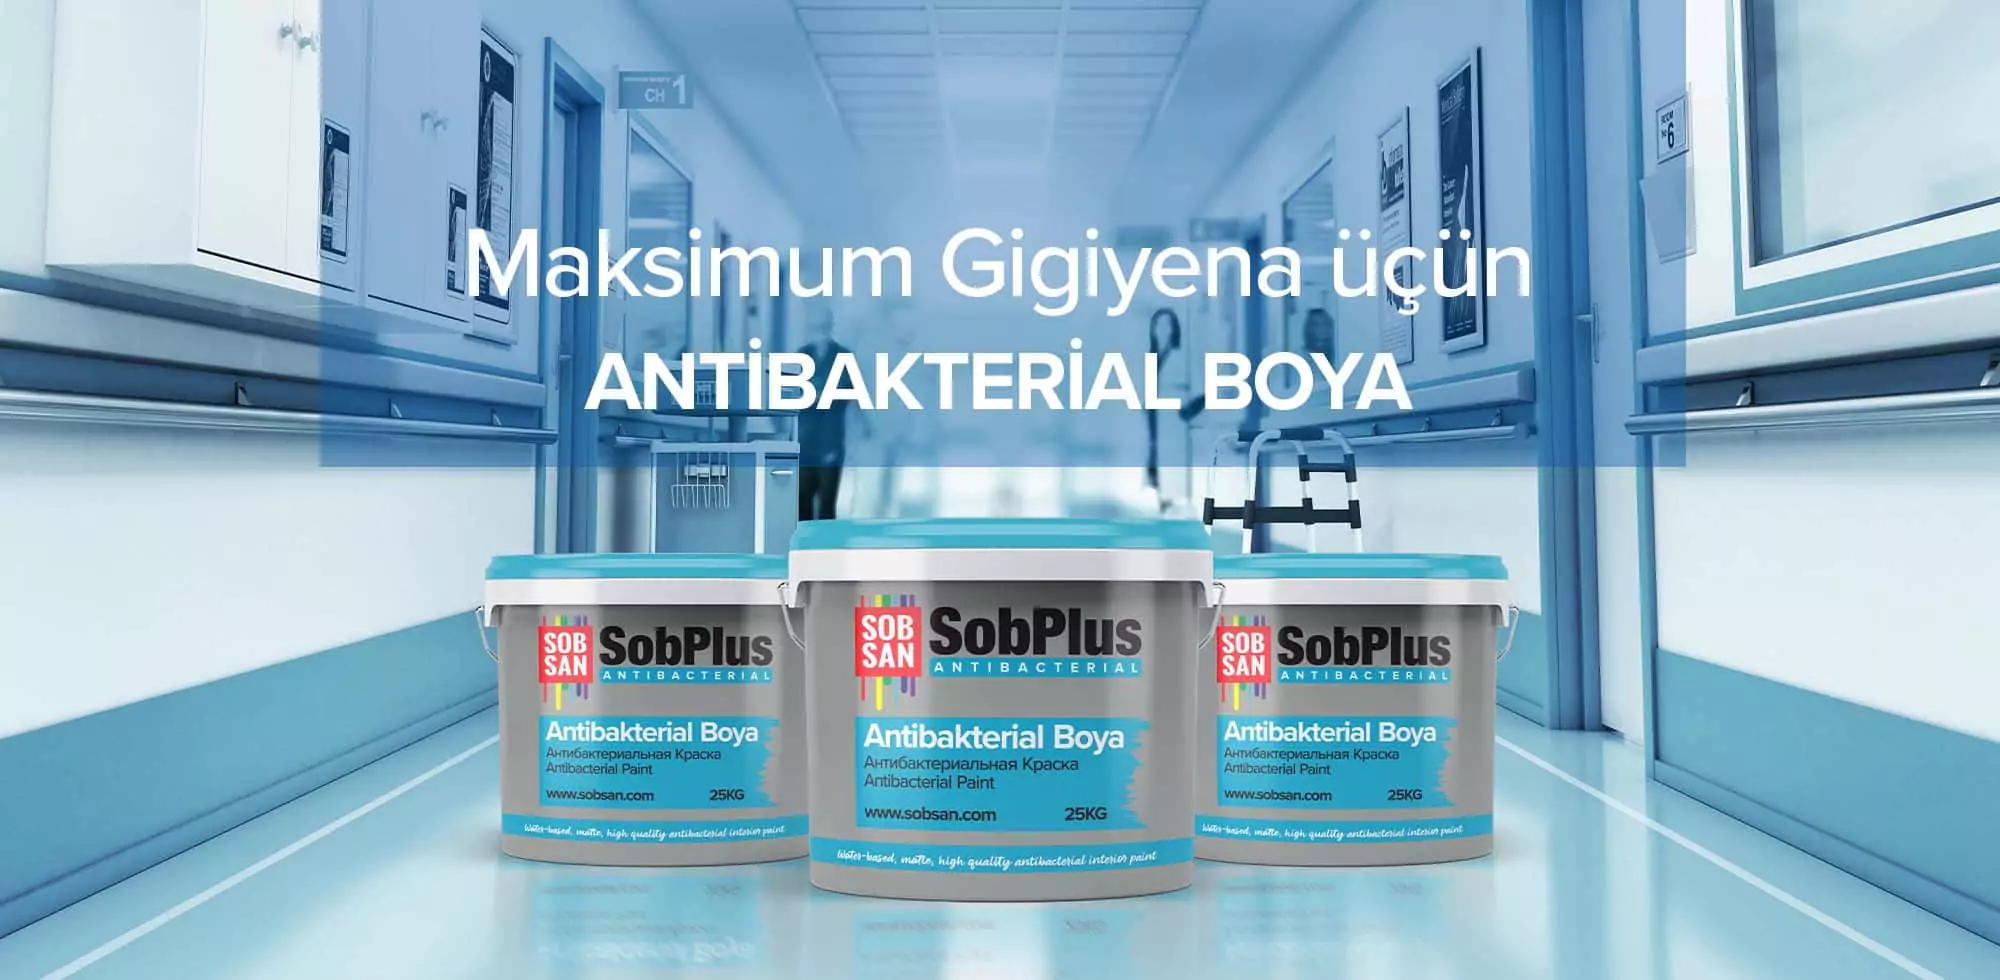 CH 1
ROOM
No 6
Maksimum Gigiyena üçün
ANTİBAKTERİAL BOYA
SOB
SAN
SobPlus
ANTIBACTERIAL
Antibakterial Boya
Антибактериальная Краска
Antibacterial Paint
www.sobsan.com 25KG
Water-based, matte, high quality antibacterial interior paint
SOB
SAN
SobPlus
ANTIBACTERIAL
Antibakterial Boya
Антибактериальная Краска
Antibacterial Paint
www.sobsan.com 25KG
Water-based, matte, high quality antibacterial interior paint
SOB
SAN
SobPlus
ANTIBACTERIAL
Antibakterial Boya
Антибактериальная Краска
Antibacterial Paint
www.sobsan.com 25KG
Water-based, matte, high quality antibacterial interior paint